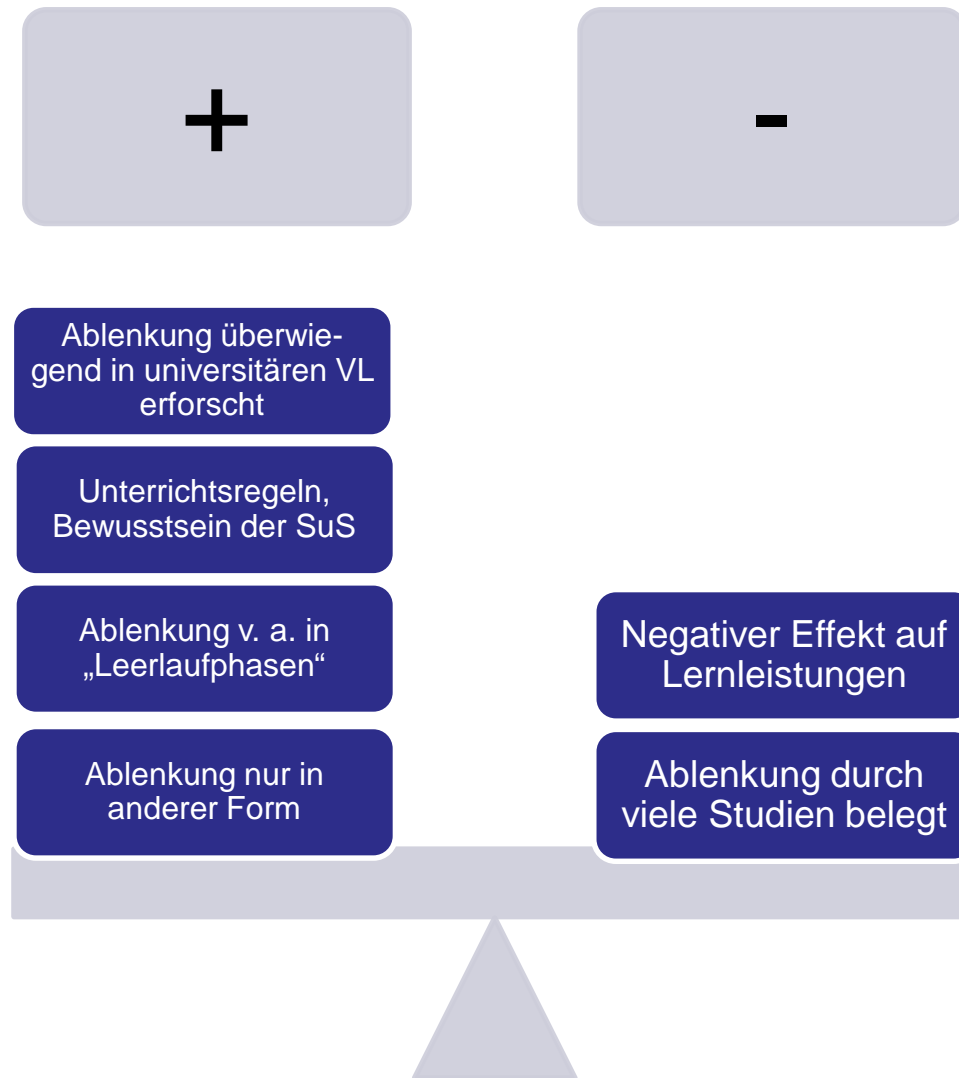 +
-
Ablenkung überwie-
gend in universitären VL
erforscht
Unterrichtsregeln,
Bewusstsein der SuS
Ablenkung v. a. in
„Leerlaufphasen“
Ablenkung nur in
anderer Form
Negativer Effekt auf
Lernleistungen
Ablenkung durch
viele Studien belegt